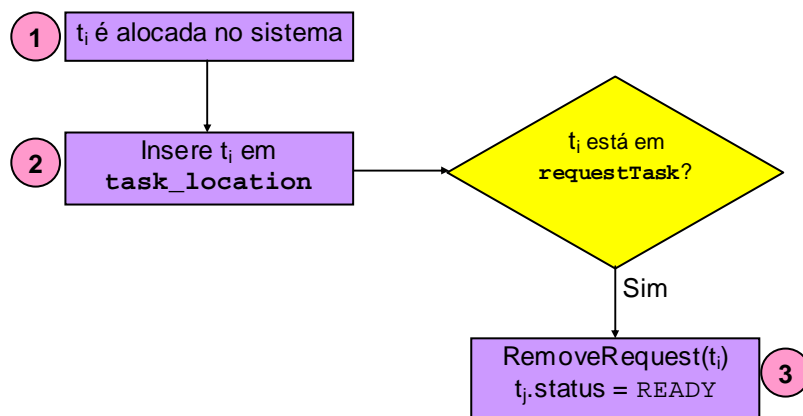 1
tᵢ é alocada no sistema
2
Insere tᵢ em
task_location
tᵢ está em
requestTask?
Sim
RemoveRequest(tᵢ)
tⱼ.status = READY
3